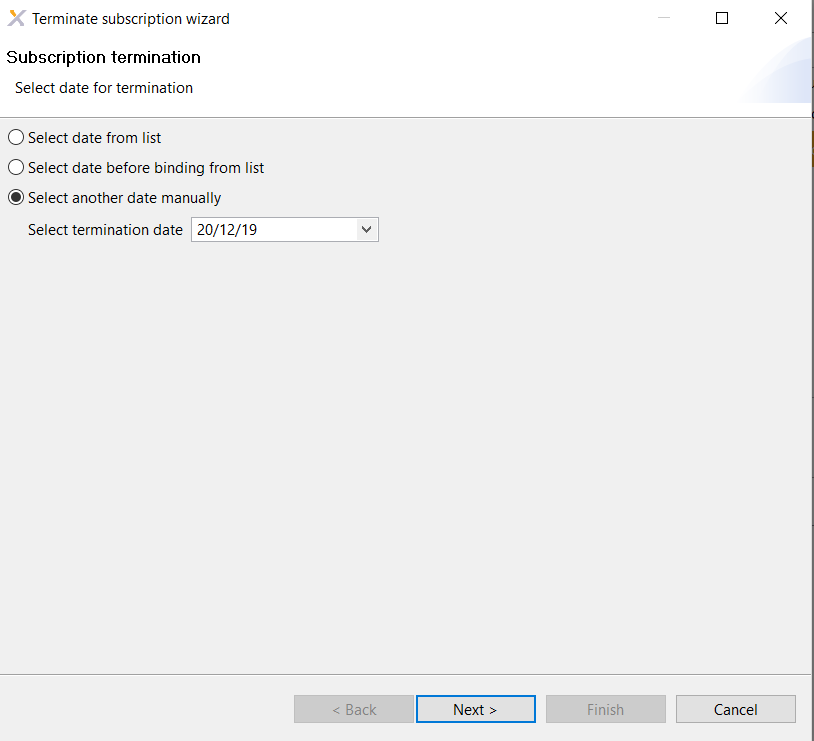 Terminate subscription wizard
Subscription termination
Select date for termination
Select date from list
Select date before binding from list
Select another date manually
Select termination date 20/12/19
< Back Next > Finish Cancel